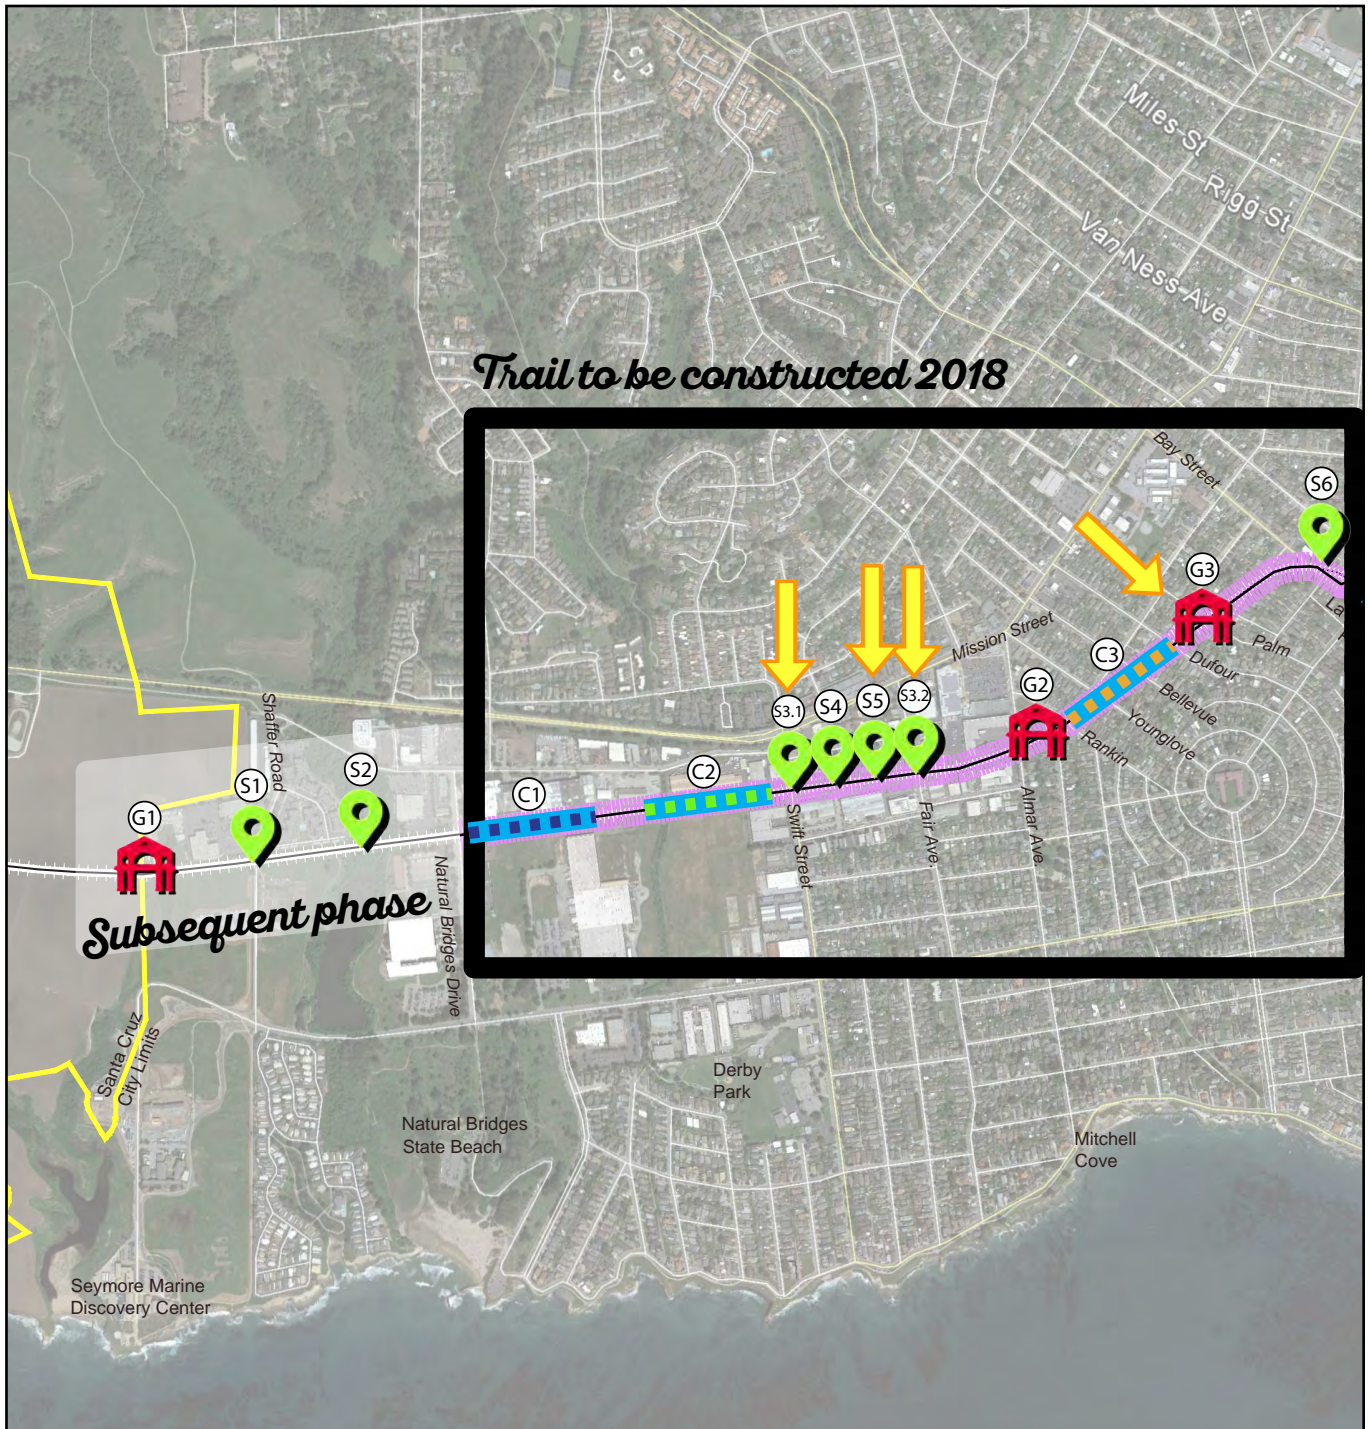 Miles St
Rigg St
Van Ness Ave
Trail to be constructed 2018
Bay Street
S6
G3
Mission Street
C3
Palm
Dufour
S3.1
S4
S5
S3.2
G2
Bellevue
Younglove
Rankin
Shaffer Road
S1
S2
C1
C2
G1
Swift Street
Fair Ave.
Almar Ave.
Natural Bridges Drive
Subsequent phase
Santa Cruz
City Limits
Derby
Park
Natural Bridges
State Beach
Mitchell
Cove
Seymore Marine
Discovery Center